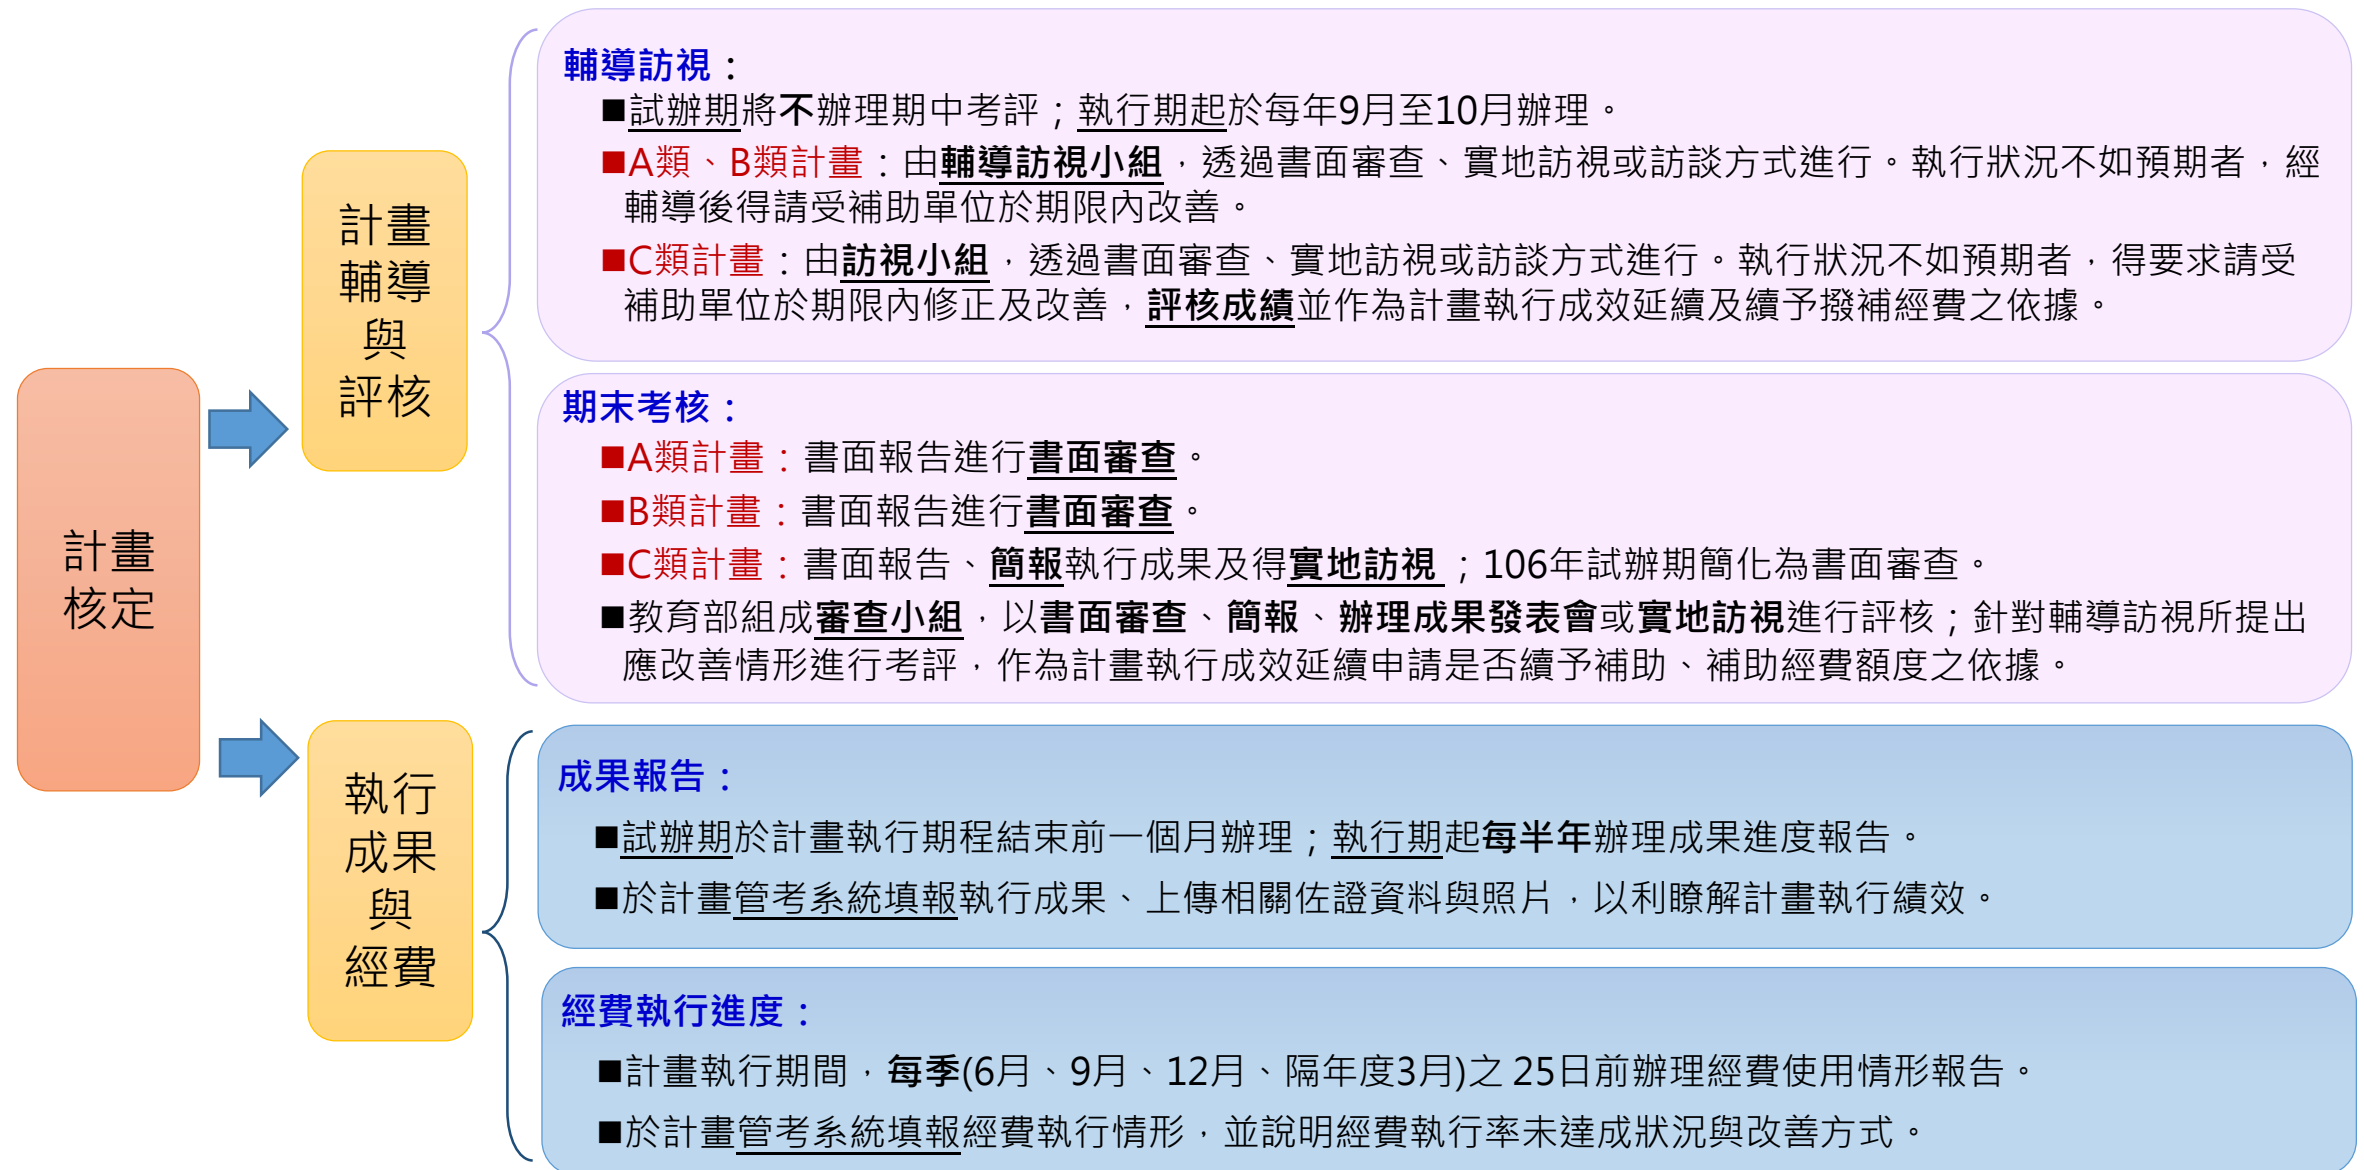 計畫
核定
計畫
輔導
與
評核
輔導訪視：
■試辦期將不辦理期中考評；執行期起於每年9月至10月辦理。
■A類、B類計畫：由輔導訪視小組，透過書面審查、實地訪視或訪談方式進行。執行狀況不如預期者，經
輔導後得請受補助單位於期限內改善。
■C類計畫：由訪視小組，透過書面審查、實地訪視或訪談方式進行。執行狀況不如預期者，得要求請受
補助單位於期限內修正及改善，評核成績並作為計畫執行成效延續及續予撥補經費之依據。
期末考核：
■A類計畫：書面報告進行書面審查。
■B類計畫：書面報告進行書面審查。
■C類計畫：書面報告、簡報執行成果及得實地訪視；106年試辦期簡化為書面審查。
■教育部組成審查小組，以書面審查、簡報、辦理成果發表會或實地訪視進行評核；針對輔導訪視所提出
應改善情形進行考評，作為計畫執行成效延續申請是否續予補助、補助經費額度之依據。
執行
成果
與
經費
成果報告：
■試辦期於計畫執行期程結束前一個月辦理；執行期起每半年辦理成果進度報告。
■於計畫管考系統填報執行成果、上傳相關佐證資料與照片，以利瞭解計畫執行績效。
經費執行進度：
■計畫執行期間，每季(6月、9月、12月、隔年度3月)之 25日前辦理經費使用情形報告。
■於計畫管考系統填報經費執行情形，並說明經費執行率未達成狀況與改善方式。